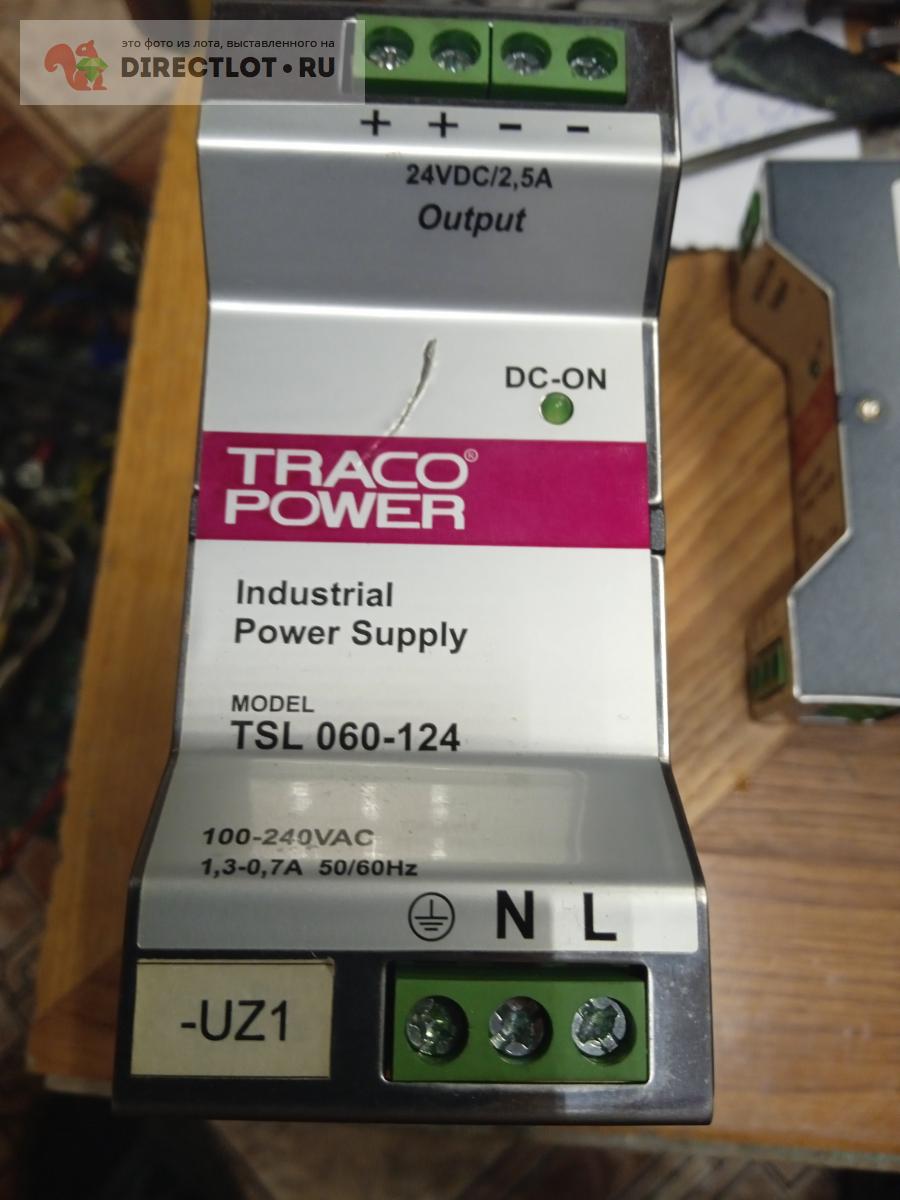 это фото из лота, выставленного на
DIRECTLOT•RU
+ + - -
24VDC/2,5A
Output
DC-ON
TRACO®
POWER
Industrial
Power Supply
MODEL
TSL 060-124
100-240VAC
1,3-0,7A 50/60Hz
N L
-UZ1